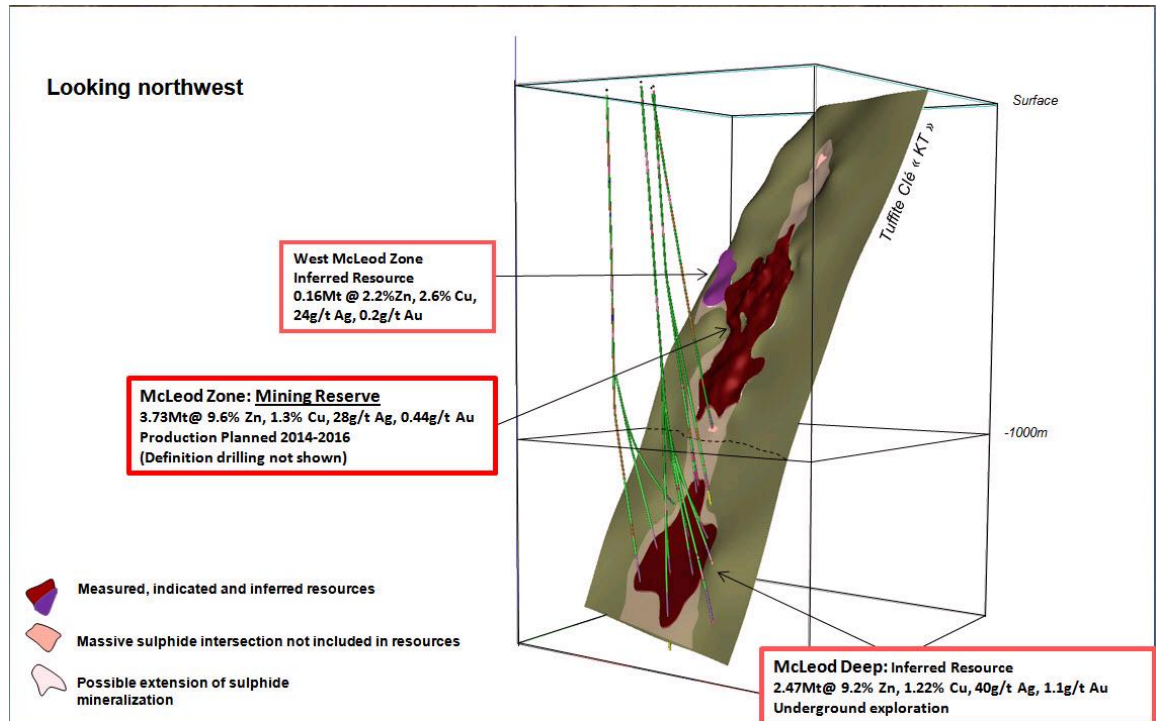 Looking northwest
Surface
Tuffite Clé « KT »
West McLeod Zone
Inferred Resource
0.16Mt @ 2.2%Zn, 2.6% Cu,
24g/t Ag, 0.2g/t Au
McLeod Zone: Mining Reserve
3.73Mt@ 9.6% Zn, 1.3% Cu, 28g/t Ag, 0.44g/t Au
Production Planned 2014-2016
(Definition drilling not shown)
-1000m
Measured, indicated and inferred resources
Massive sulphide intersection not included in resources
Possible extension of sulphide
mineralization
McLeod Deep: Inferred Resource
2.47Mt@ 9.2% Zn, 1.22% Cu, 40g/t Ag, 1.1g/t Au
Underground exploration